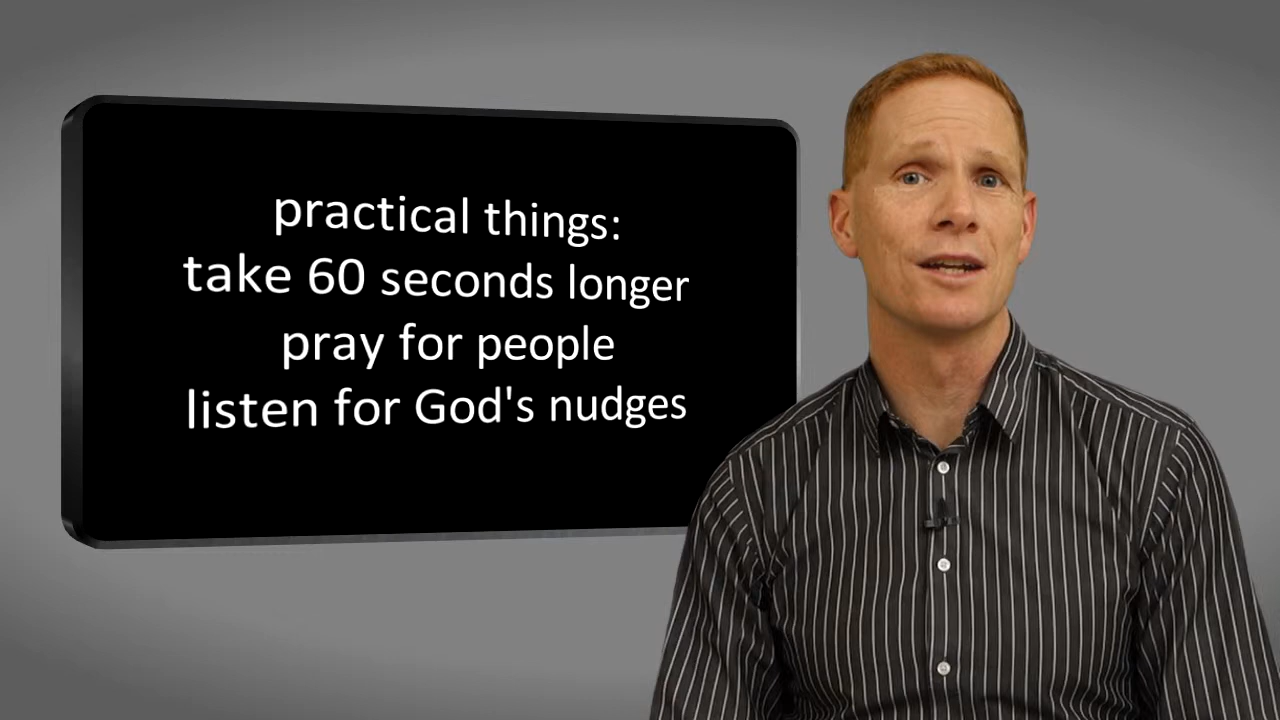 practical things:
take 60 seconds longer
pray for people
listen for God's nudges